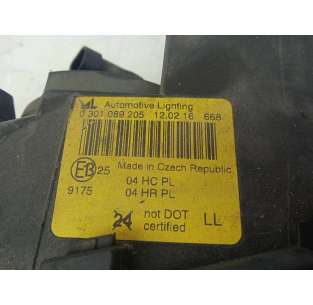 AL Automotive Lighting
0 301 089 205 12.02.16 668
E8 25 Made in Czech Republic
9175 04 HC PL
04 HR PL
24 not DOT LL
certified